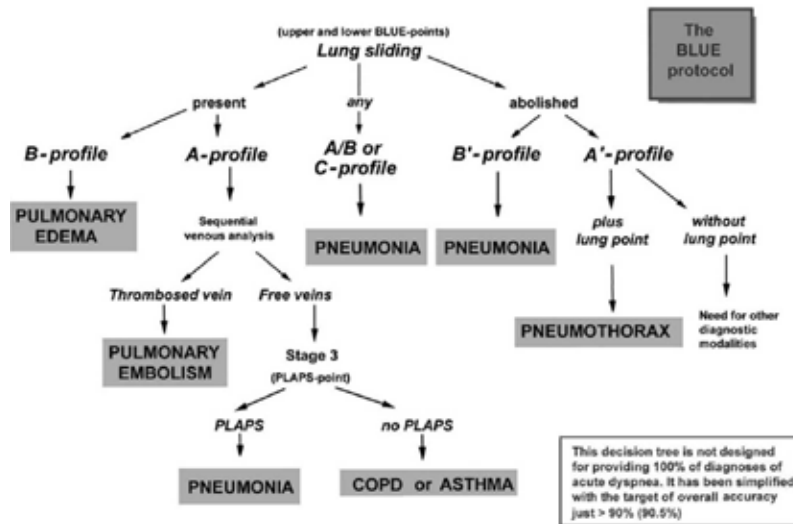 (upper and lower BLUE-points)
Lung sliding
The
BLUE
protocol
present
any
abolished
B-profile
A-profile
A/B or
C-profile
B'-profile
A'-profile
PULMONARY
EDEMA
Sequential
venous analysis
PNEUMONIA
PNEUMONIA
plus
lung point
without
lung point
Thrombosed vein
Free veins
PULMONARY
EMBOLISM
PNEUMOTHORAX
Need for other
diagnostic
modalities
Stage 3
(PLAPS-point)
PLAPS
no PLAPS
PNEUMONIA
COPD or ASTHMA
This decision tree is not designed
for providing 100% of diagnoses of
acute dyspnea. It has been simplified
with the target of overall accuracy
just > 90% (90.5%)